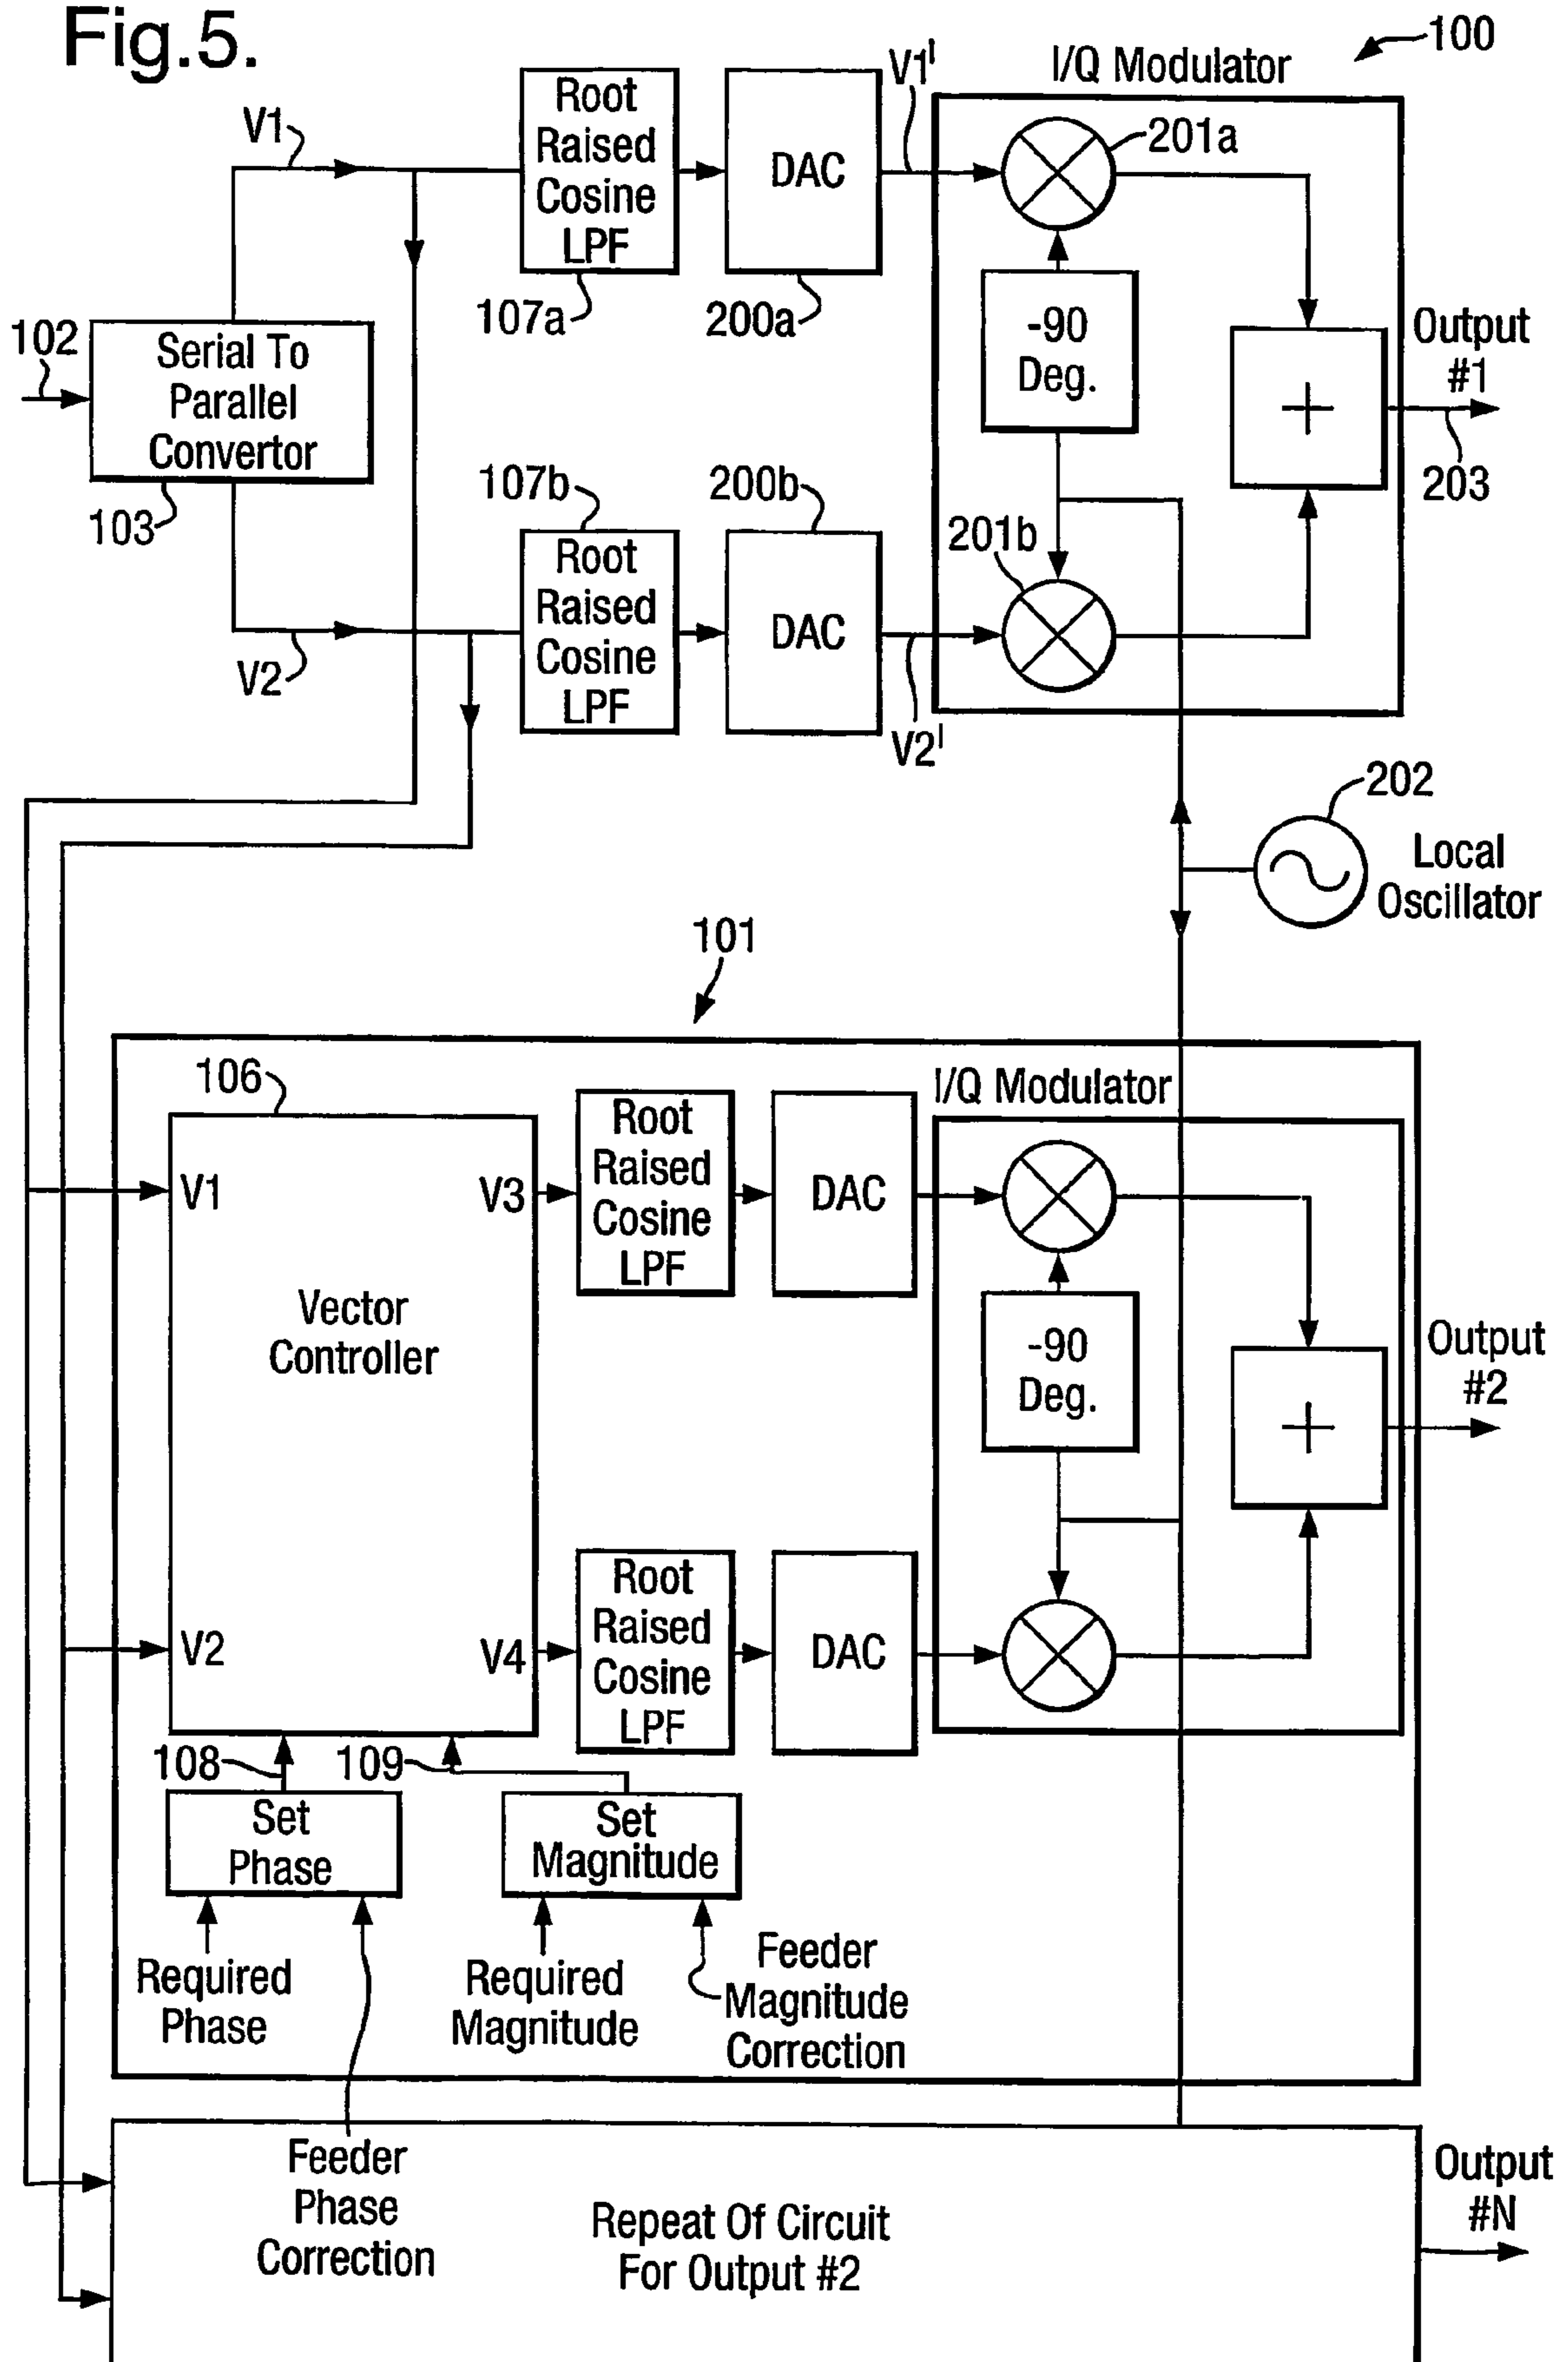 Fig.5.
100
I/Q Modulator
V1
Root
Raised
Cosine
LPF
107a
DAC
200a
V1'
201a
102
Serial To
Parallel
Convertor
103
-90
Deg.
+
Output
#1
203
V2
107b
Root
Raised
Cosine
LPF
200b
DAC
V2'
201b
202
Local
Oscillator
101
106
V1
V3
Vector
Controller
V2
V4
Root
Raised
Cosine
LPF
DAC
I/Q Modulator
-90
Deg.
+
Output
#2
Root
Raised
Cosine
LPF
DAC
108
109
Set
Phase
Set
Magnitude
Required
Phase
Required
Magnitude
Feeder
Magnitude
Correction
Feeder
Phase
Correction
Repeat Of Circuit
For Output #2
Output
#N